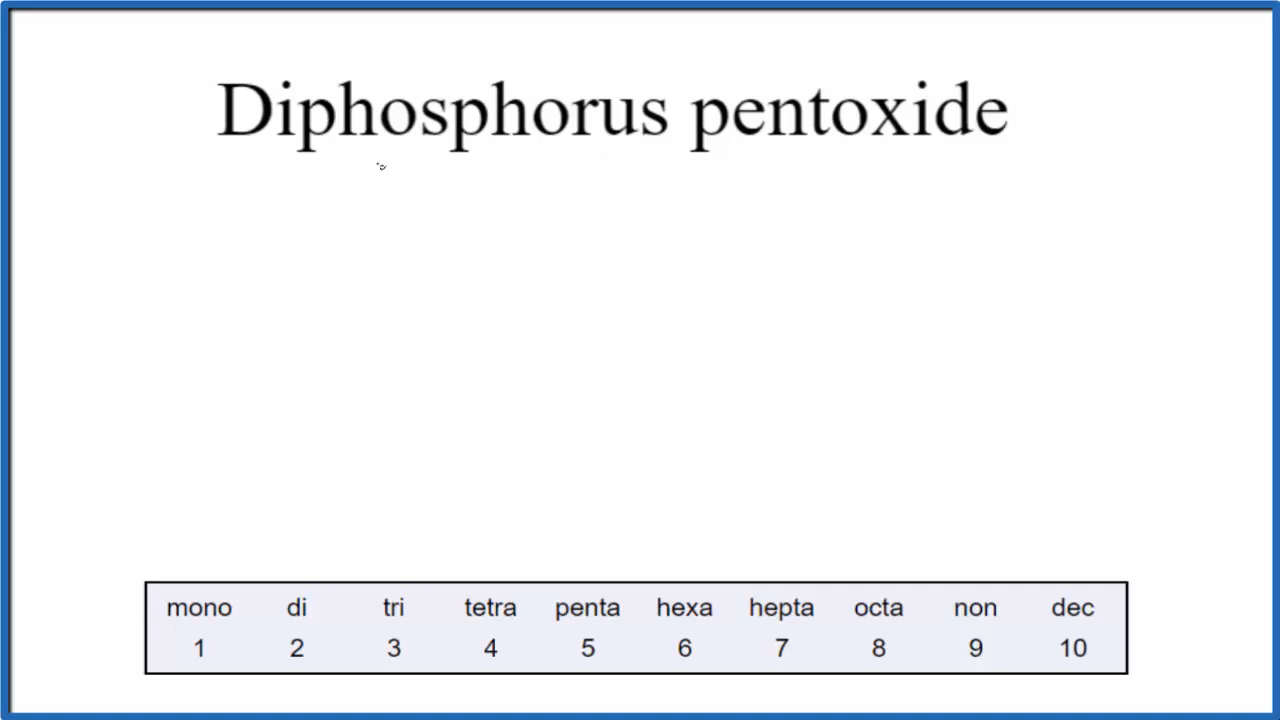 Diphosphorus pentoxide
mono di tri tetra penta hexa hepta octa non dec
1 2 3 4 5 6 7 8 9 10